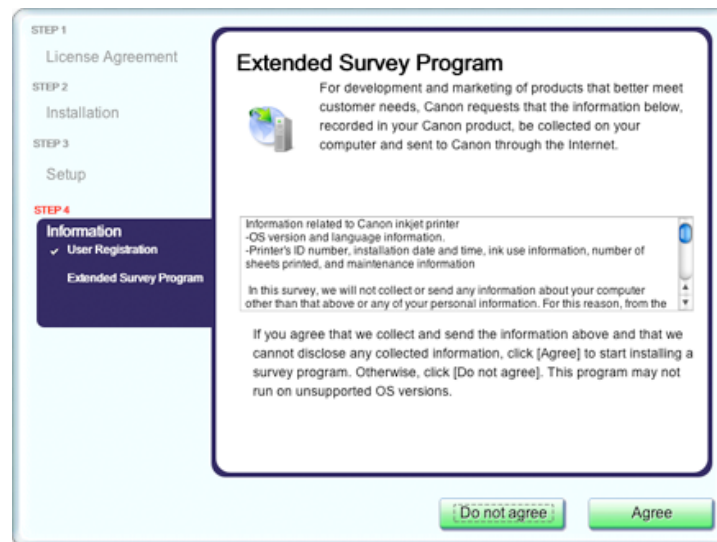 STEP 1
License Agreement
STEP 2
Installation
STEP 3
Setup
STEP 4
Information
User Registration
Extended Survey Program
Extended Survey Program
For development and marketing of products that better meet
customer needs, Canon requests that the information below,
recorded in your Canon product, be collected on your
computer and sent to Canon through the Internet.
Information related to Canon inkjet printer
-OS version and language information.
-Printer's ID number, installation date and time, ink use information, number of
sheets printed, and maintenance information
In this survey, we will not collect or send any information about your computer
other than that above or any of your personal information. For this reason, from the
If you agree that we collect and send the information above and that we
cannot disclose any collected information, click [Agree] to start installing a
survey program. Otherwise, click [Do not agree]. This program may not
run on unsupported OS versions.
Do not agree
Agree